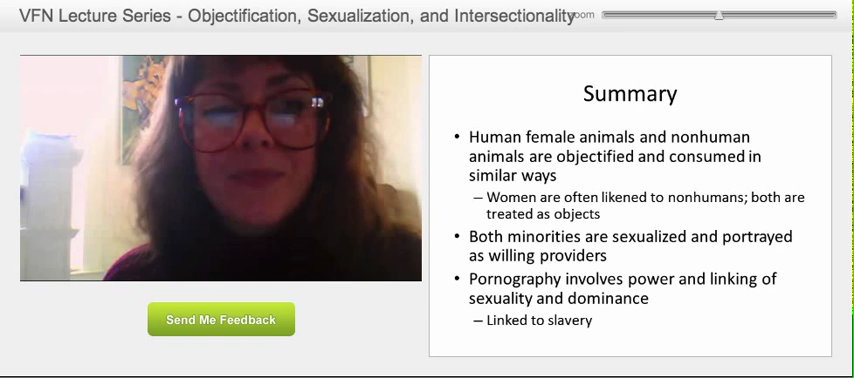 VFN Lecture Series - Objectification, Sexualization, and Intersectionality
oom
Summary
• Human female animals and nonhuman
animals are objectified and consumed in
similar ways
– Women are often likened to nonhumans; both are
treated as objects
• Both minorities are sexualized and portrayed
as willing providers
• Pornography involves power and linking of
sexuality and dominance
– Linked to slavery
Send Me Feedback